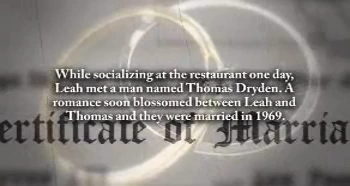 While socializing at the restaurant one day,
Leah met a man named Thomas Dryden. A
romance soon blossomed between Leah and
Thomas and they were married in 1969.
ertificate of Marria